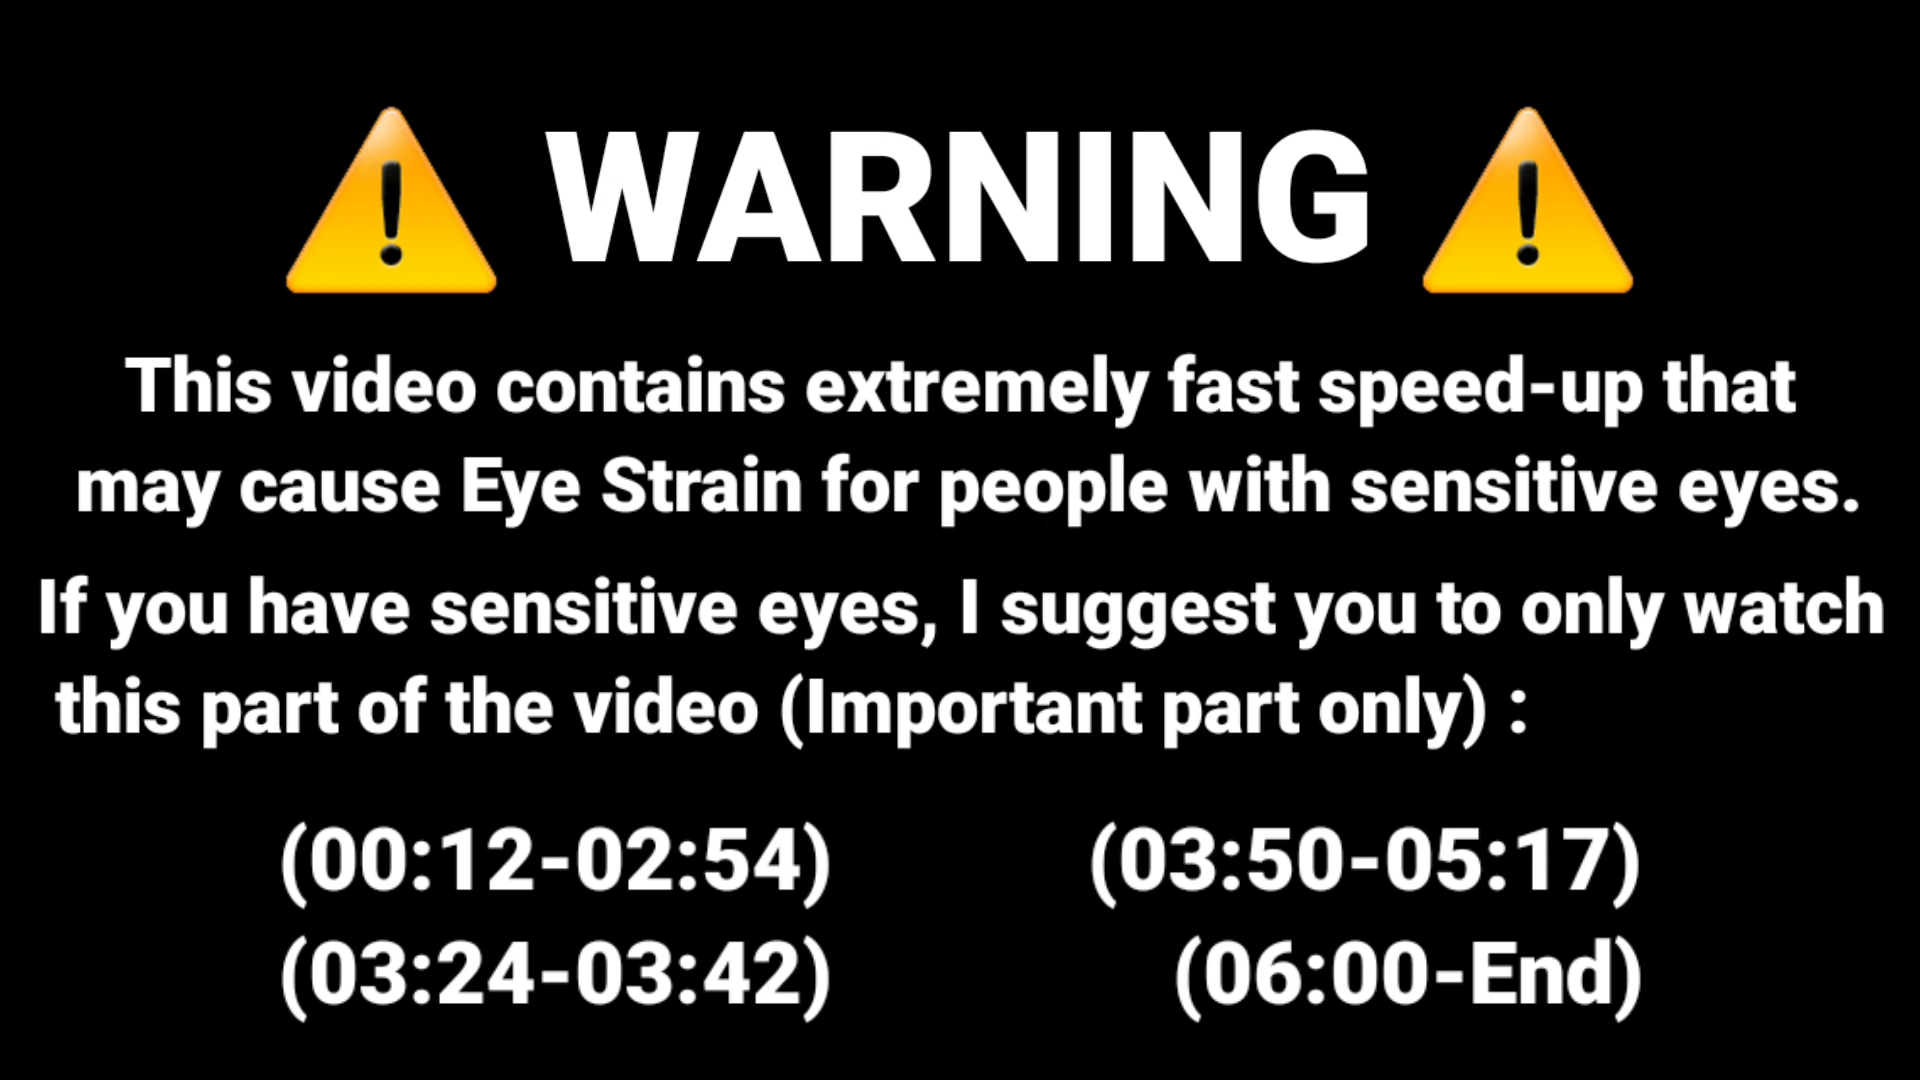 WARNING
This video contains extremely fast speed-up that
may cause Eye Strain for people with sensitive eyes.
If you have sensitive eyes, I suggest you to only watch
this part of the video (Important part only) :
(00:12-02:54) (03:50-05:17)
(03:24-03:42) (06:00-End)